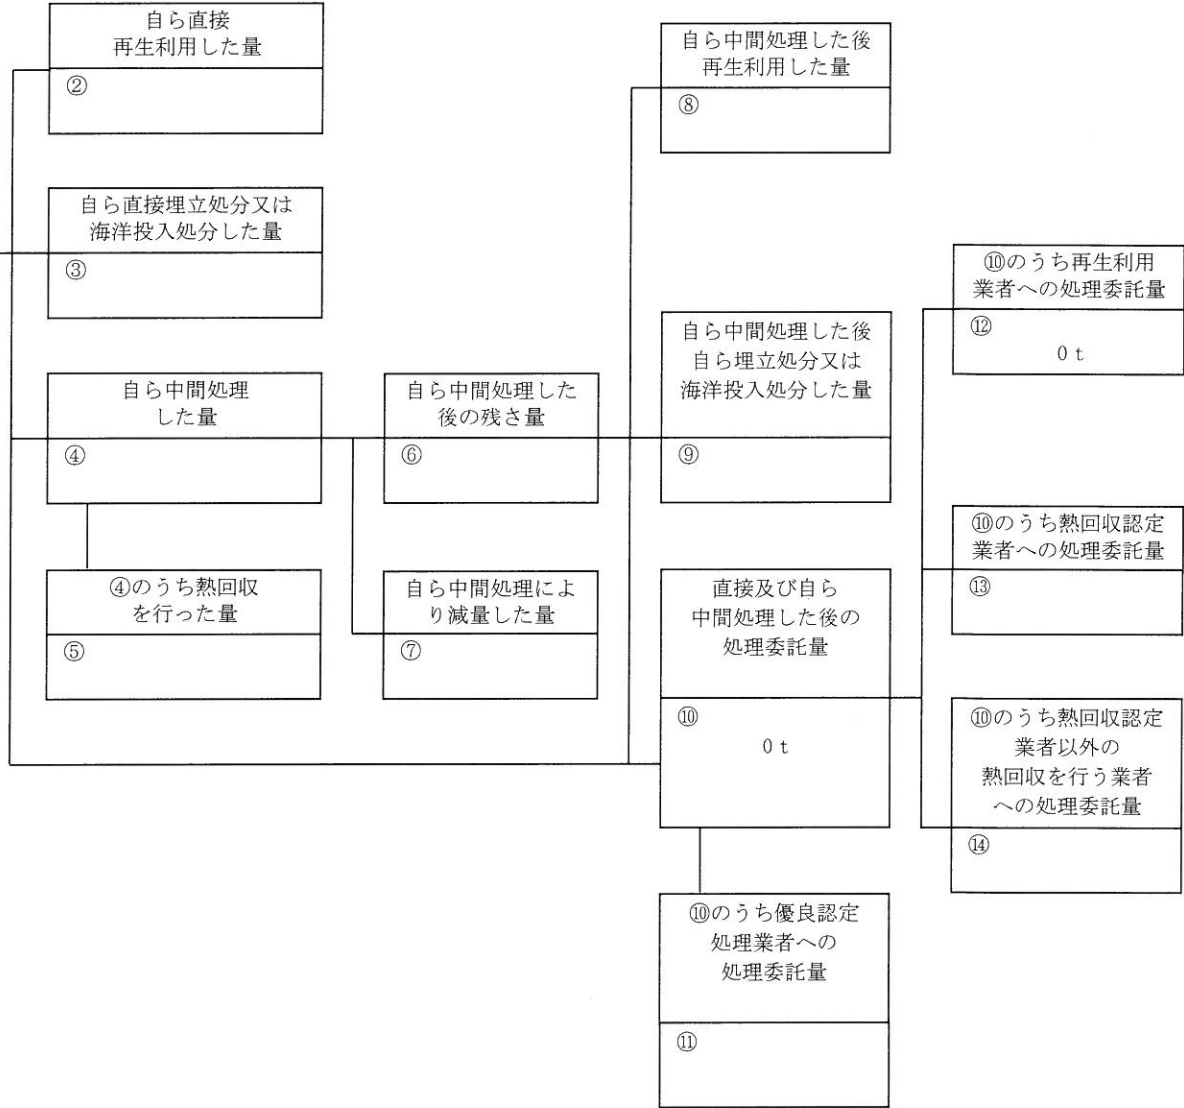 自ら直接
再生利用した量
②
自ら直接埋立処分又は
海洋投入処分した量
③
自ら中間処理
した量
④
④のうち熱回収
を行った量
⑤
自ら中間処理した
後の残さ量
⑥
自ら中間処理によ
り減量した量
⑦
自ら中間処理した後
再生利用した量
⑧
自ら中間処理した後
自ら埋立処分又は
海洋投入処分した量
⑨
直接及び自ら
中間処理した後の
処理委託量
⑩
0 t
⑩のうち優良認定
処理業者への
処理委託量
⑪
⑩のうち再生利用
業者への処理委託量
⑫
0 t
⑩のうち熱回収認定
業者への処理委託量
⑬
⑩のうち熱回収認定
業者以外の
熱回収を行う業者
への処理委託量
⑭